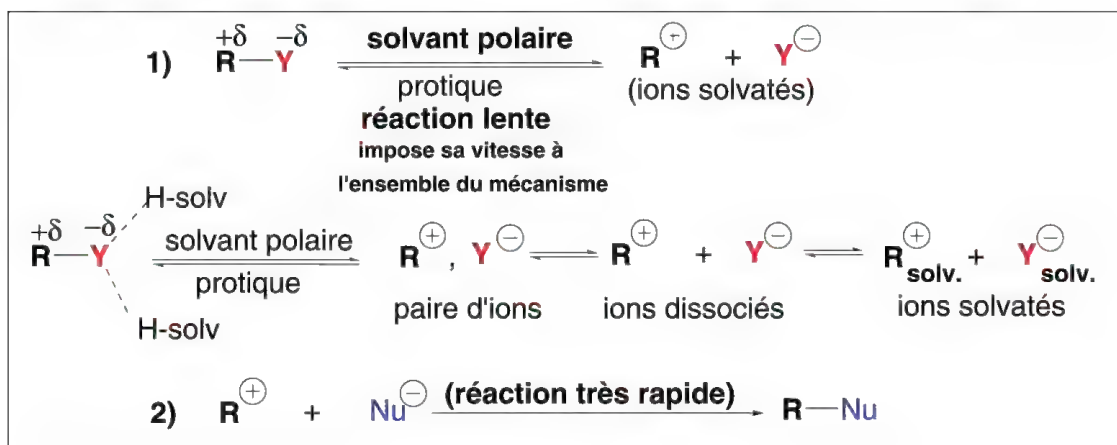 +δ −δ
1) R—Y solvant polaire R⊕ + Y⊖
protique (ions solvatés)
réaction lente
impose sa vitesse à
l'ensemble du mécanisme
H-solv
+δ −δ
R—Y solvant polaire R⊕ , Y⊖ R⊕ + Y⊖ R⊕solv. + Y⊖solv.
protique paire d'ions ions dissociés ions solvatés
H-solv
2) R⊕ + Nu⊖ (réaction très rapide) R—Nu